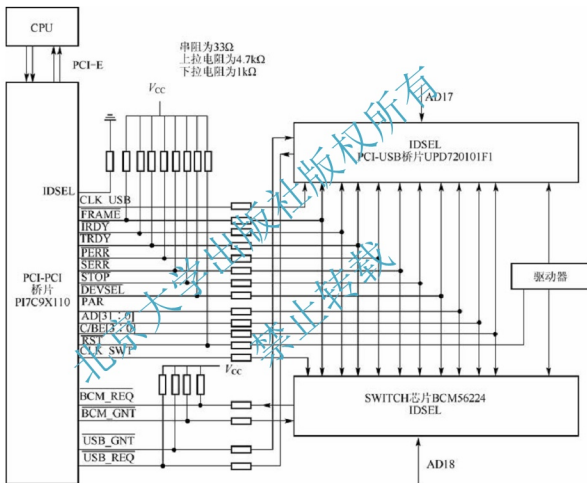 CPU
PCI-E
串阻为33Ω
上拉电阻为4.7kΩ
下拉电阻为1kΩ
VCC
AD17
IDSEL
PCI-USB桥片UPD720101F1
IDSEL
CLK_USB
FRAME
IRDY
TRDY
PERR
SERR
STOP
DEVSEL
PAR
AD[31:0]
C/BE[3:0]
RST
CLK_SWT
PCI-PCI
桥片
PI7C9X110
驱动器
VCC
BCM_REQ
BCM_GNT
USB_GNT
USB_REQ
SWITCH芯片BCM56224
IDSEL
AD18
北京大学出版社版权所有
禁止转载